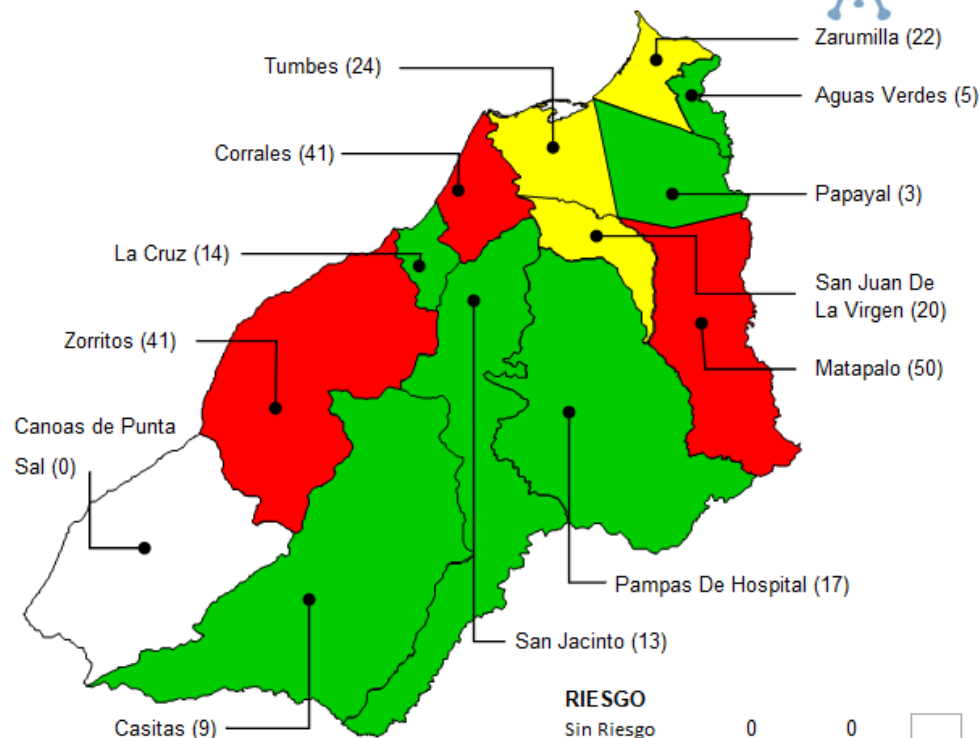 Zarumilla (22)
Tumbes (24)
Aguas Verdes (5)
Corrales (41)
Papayal (3)
La Cruz (14)
San Juan De
La Virgen (20)
Zorritos (41)
Matapalo (50)
Canoas de Punta
Sal (0)
Pampas De Hospital (17)
San Jacinto (13)
Casitas (9)
RIESGO
Sin Riesgo 0 0